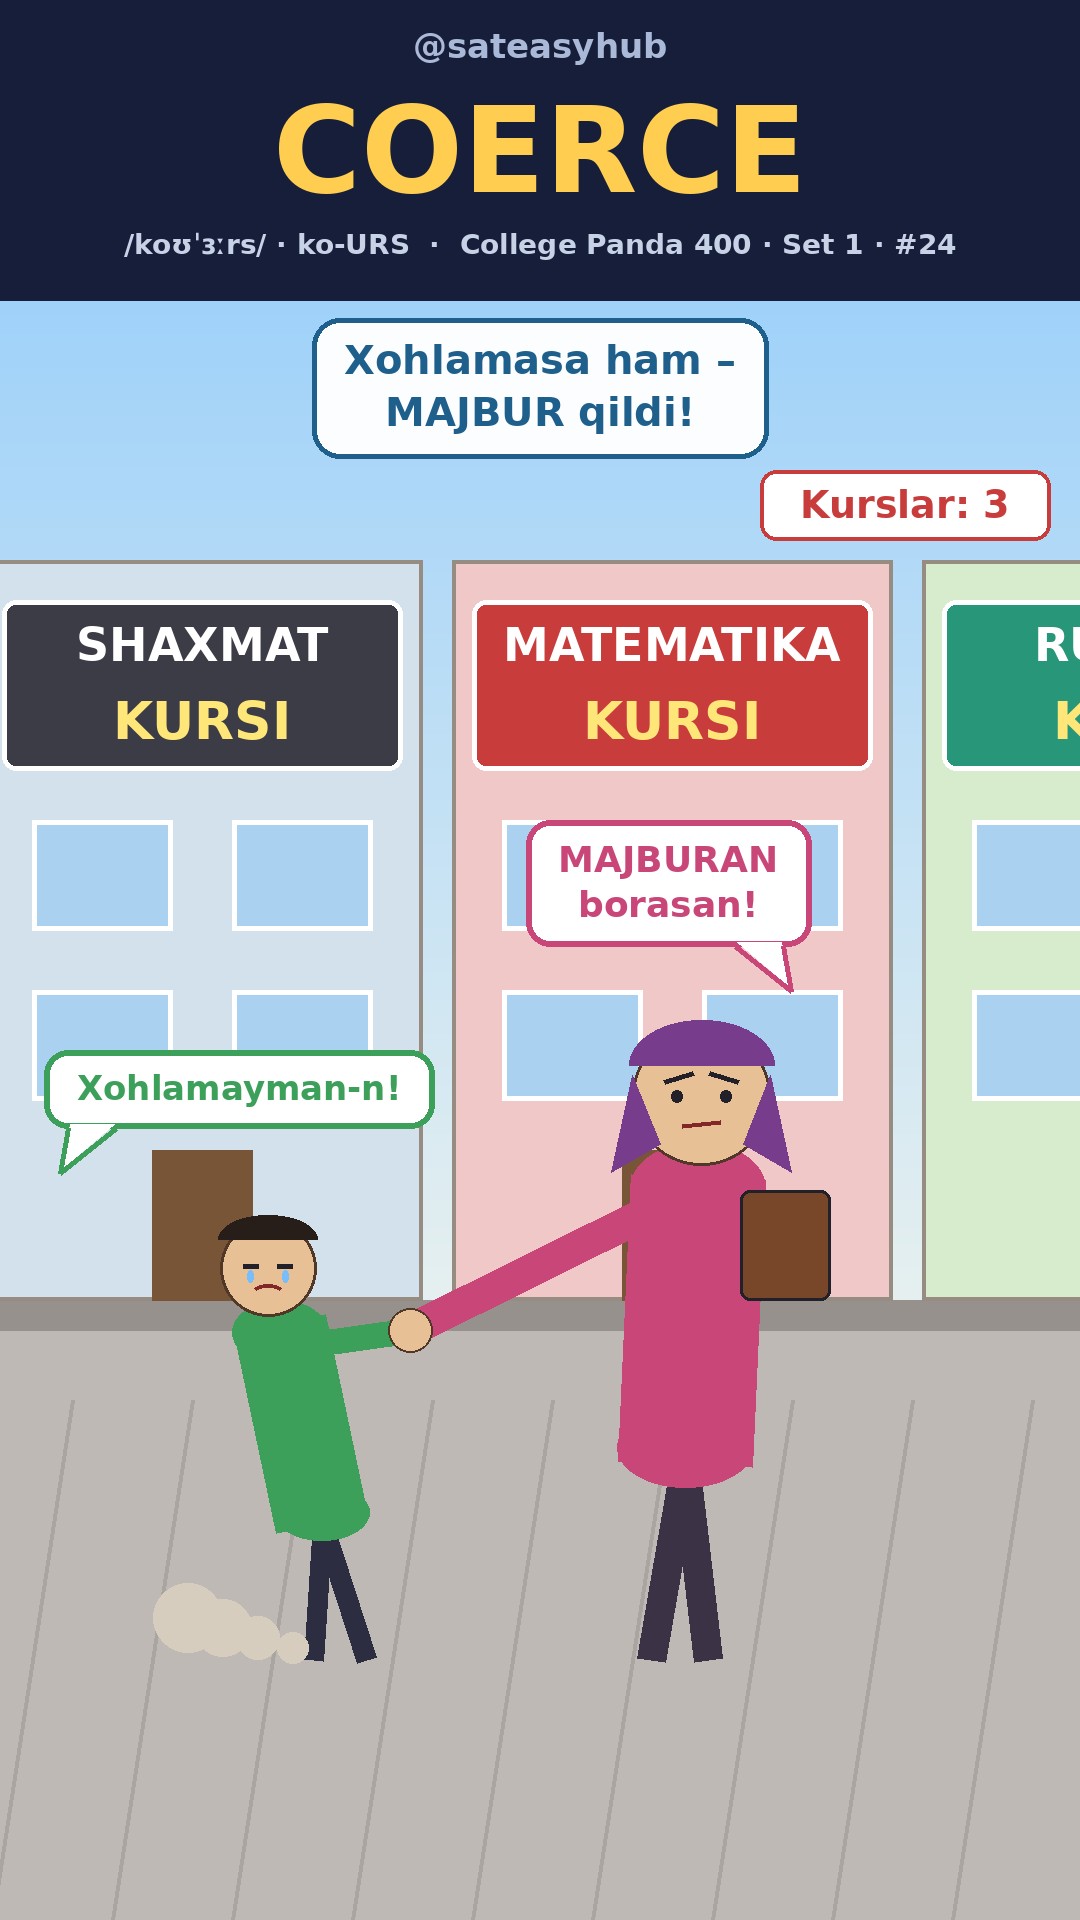 @sateasyhub
COERCE
/koʊˈɜːrs/ · ko-URS · College Panda 400 · Set 1 · #24
Xohlamasa ham –
MAJBUR qildi!
Kurslar: 3
SHAXMAT
KURSI
MATEMATIKA
KURSI
MAJBURAN
borasan!
Xohlamayman-n!